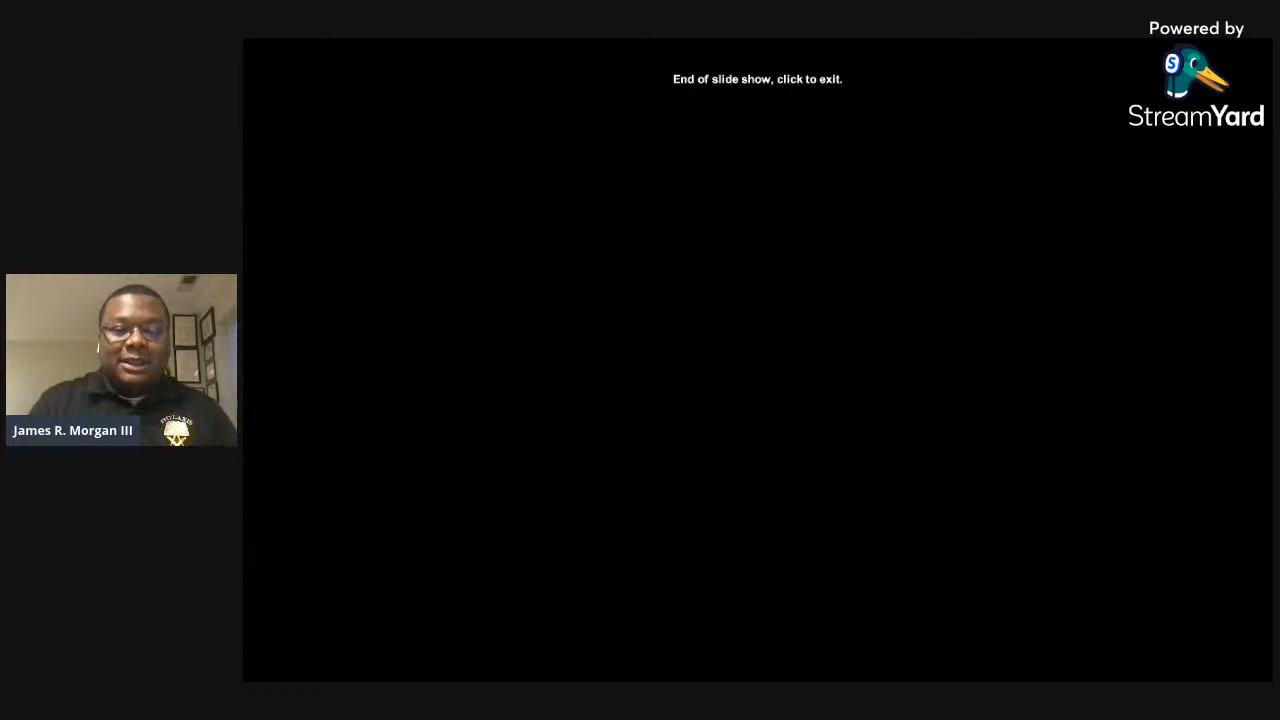 Powered by
End of slide show, click to exit.
StreamYard
James R. Morgan III